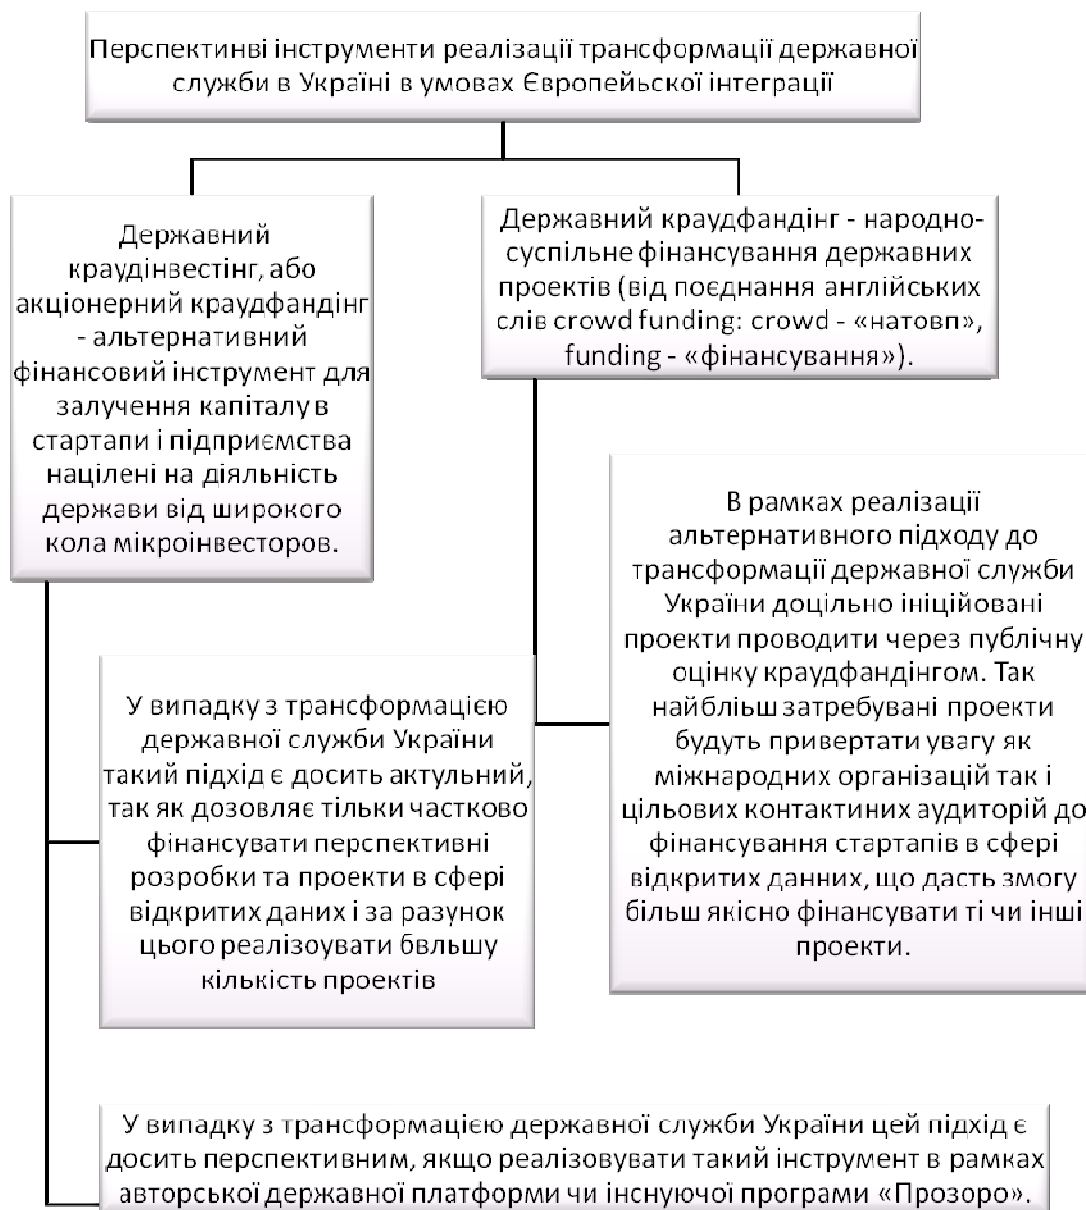 Перспектинві інструменти реалізації трансформації державної
служби в Україні в умовах Європейьскої інтеграції
Державний
краудінвестінг, або
акціонерний краудфандінг
- альтернативний
фінансовий інструмент для
залучення капіталу в
стартапи і підприємства
націлені на діяльність
держави від широкого
кола мікроінвесторов.
Державний краудфандінг - народно-
суспільне фінансування державних
проектів (від поєднання англійських
слів crowd funding: crowd - «натовп»,
funding - «фінансування»).
В рамках реалізації
альтернативного підходу до
трансформації державної служби
України доцільно ініційовані
проекти проводити через публічну
оцінку краудфандінгом. Так
найбліьш затребувані проекти
будуть привертати увагу як
міжнародних організацій так і
цільових контактиних аудиторій до
фінансування стартапів в сфері
відкритих данних, що дасть змогу
більш якісно фінансувати ті чи інші
проекти.
У випадку з трансформацією
державної служби України
такий підхід є досить актульний,
так як дозовляє тільки частково
фінансувати перспективні
розробки та проекти в сфері
відкритих даних і за разунок
цього реалізоувати бвльшу
кількість проектів
У випадку з трансформацією державної служби України цей підхід є
досить перспективним, якщо реалізовувати такий інструмент в рамках
авторської державної платформи чи інснуючої програми «Прозоро».